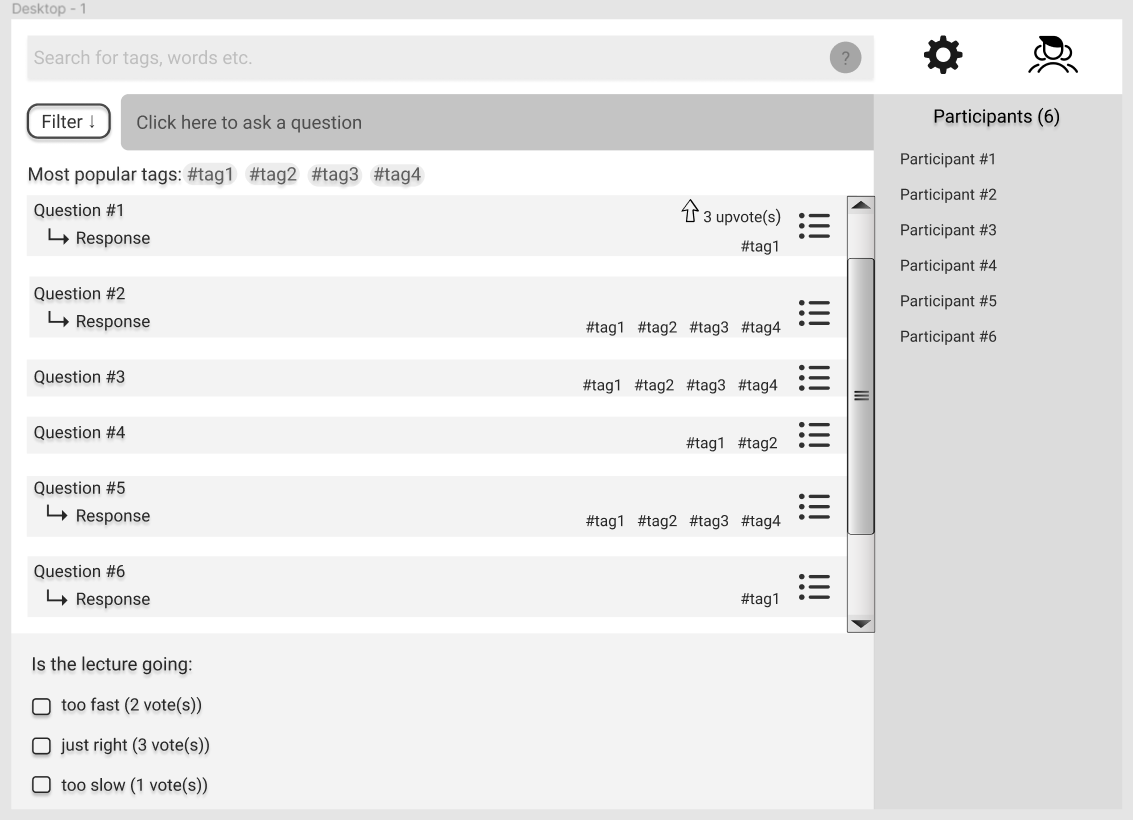 Desktop - 1
Search for tags, words etc.
?
Filter ↓
Click here to ask a question
Most popular tags: #tag1 #tag2 #tag3 #tag4
Question #1
3 upvote(s)
Response
#tag1
Question #2
Response
#tag1 #tag2 #tag3 #tag4
Question #3
#tag1 #tag2 #tag3 #tag4
Question #4
#tag1 #tag2
Question #5
Response
#tag1 #tag2 #tag3 #tag4
Question #6
Response
#tag1
Is the lecture going:
too fast (2 vote(s))
just right (3 vote(s))
too slow (1 vote(s))
Participants (6)
Participant #1
Participant #2
Participant #3
Participant #4
Participant #5
Participant #6